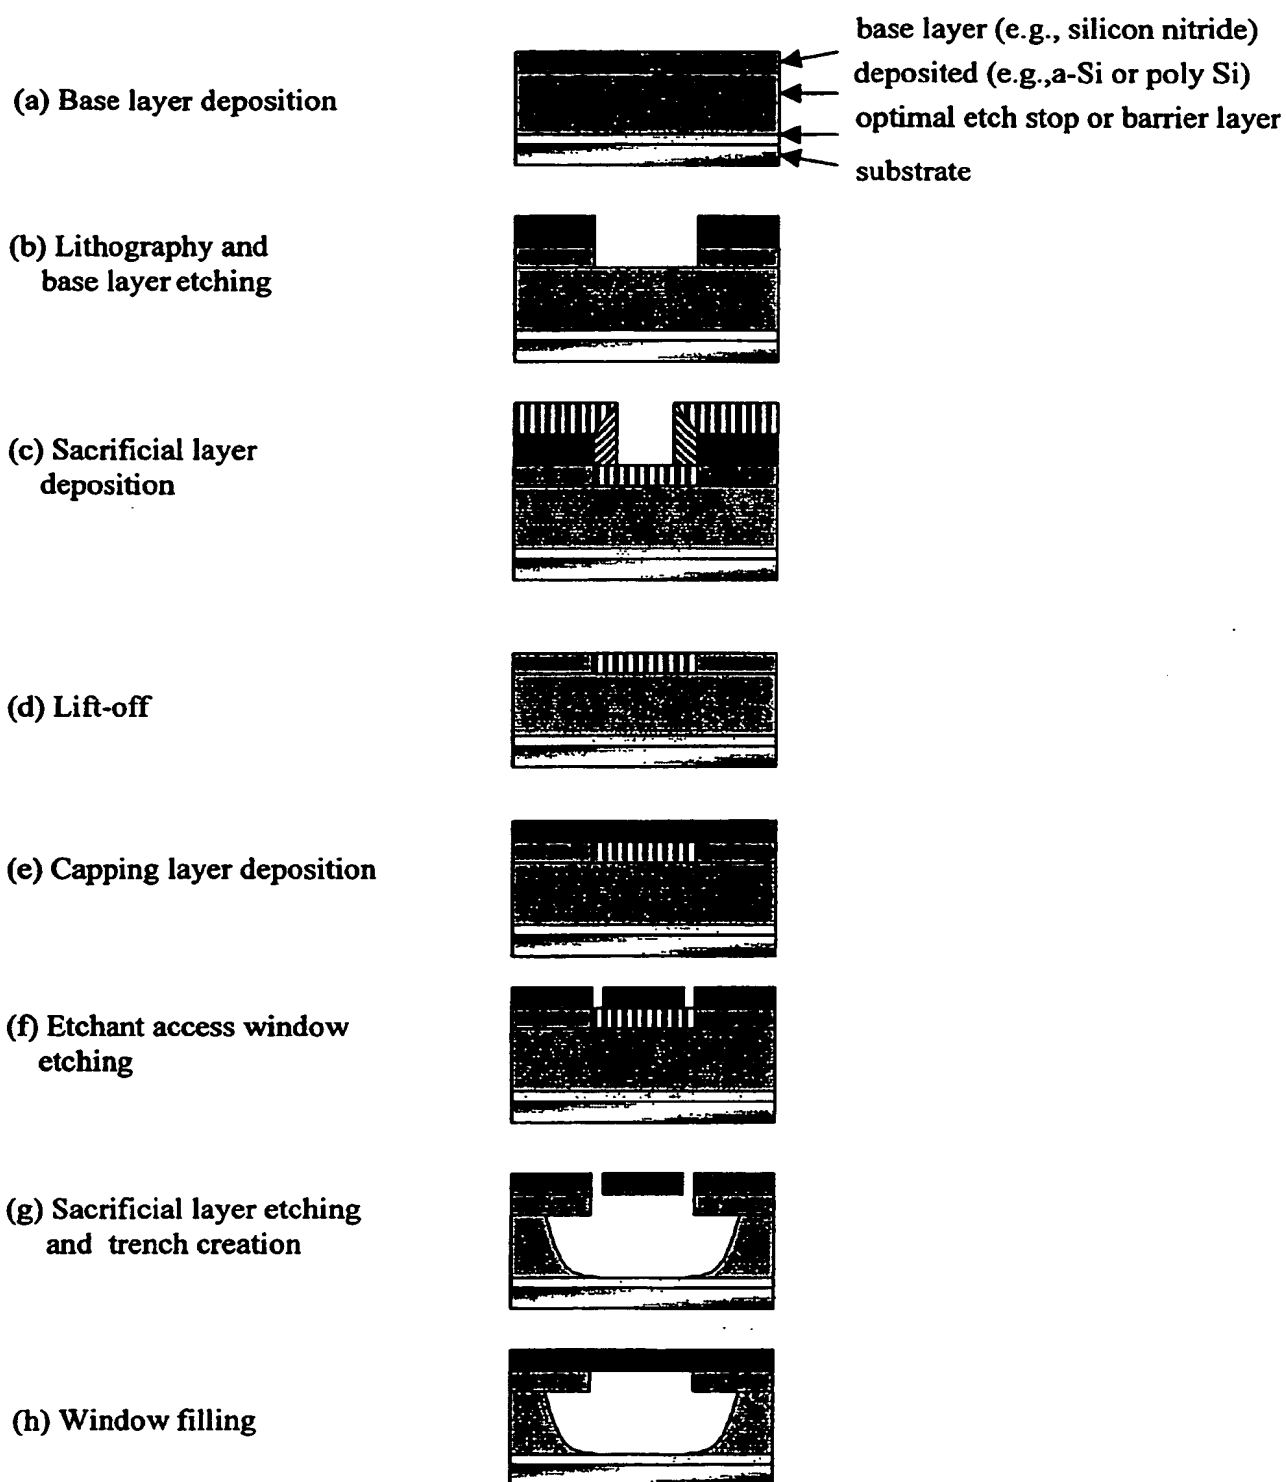 base layer (e.g., silicon nitride)
(a) Base layer deposition
deposited (e.g.,a-Si or poly Si)
optimal etch stop or barrier layer
substrate
(b) Lithography and
base layer etching
(c) Sacrificial layer
deposition
(d) Lift-off
(e) Capping layer deposition
(f) Etchant access window
etching
(g) Sacrificial layer etching
and trench creation
(h) Window filling